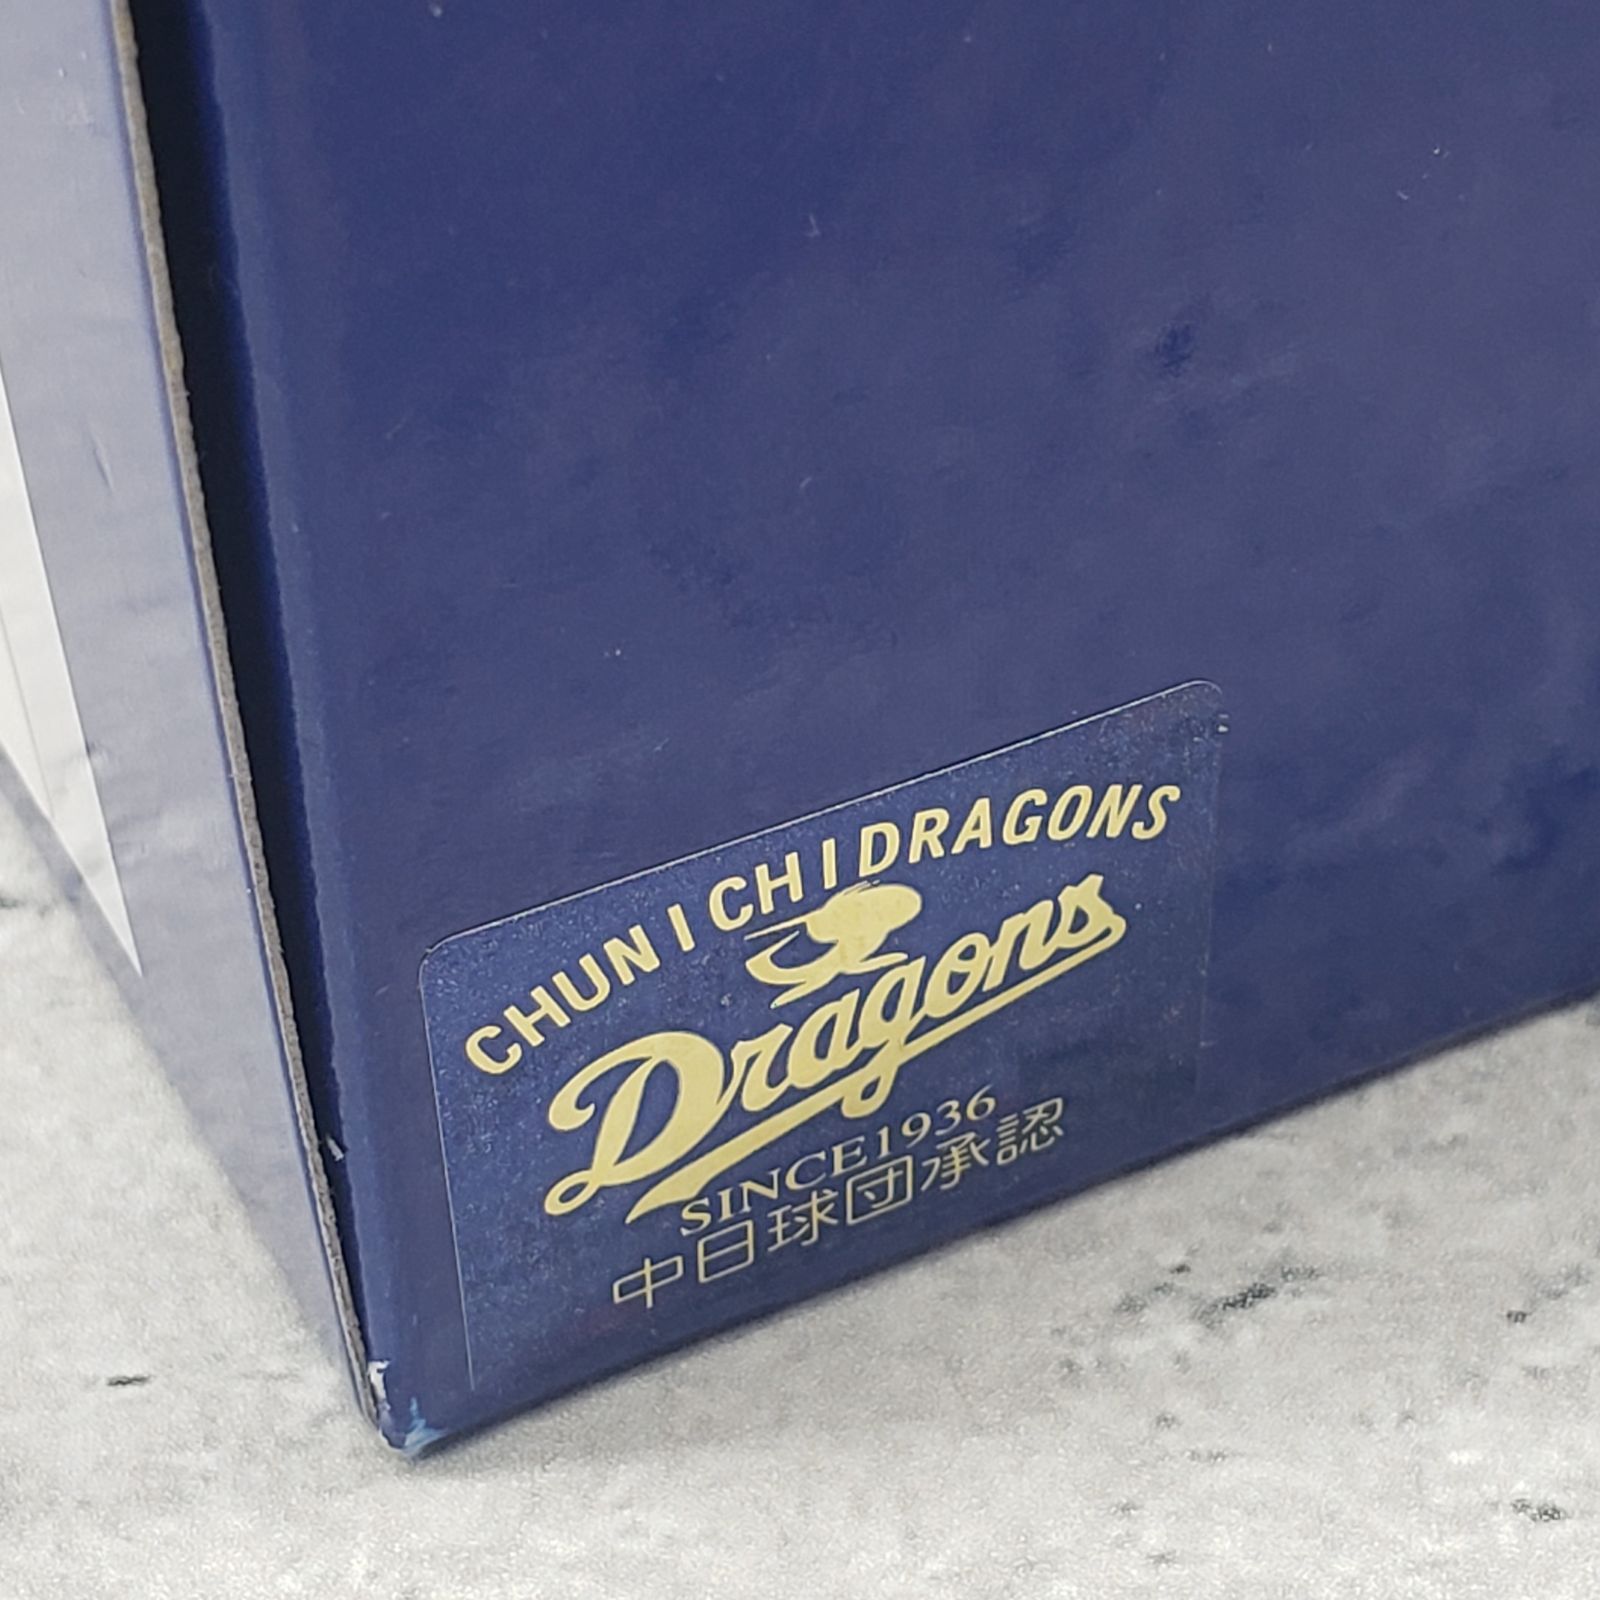 CHUNICHIDRAGONS
Dragons
SINCE1936
中日球団承認